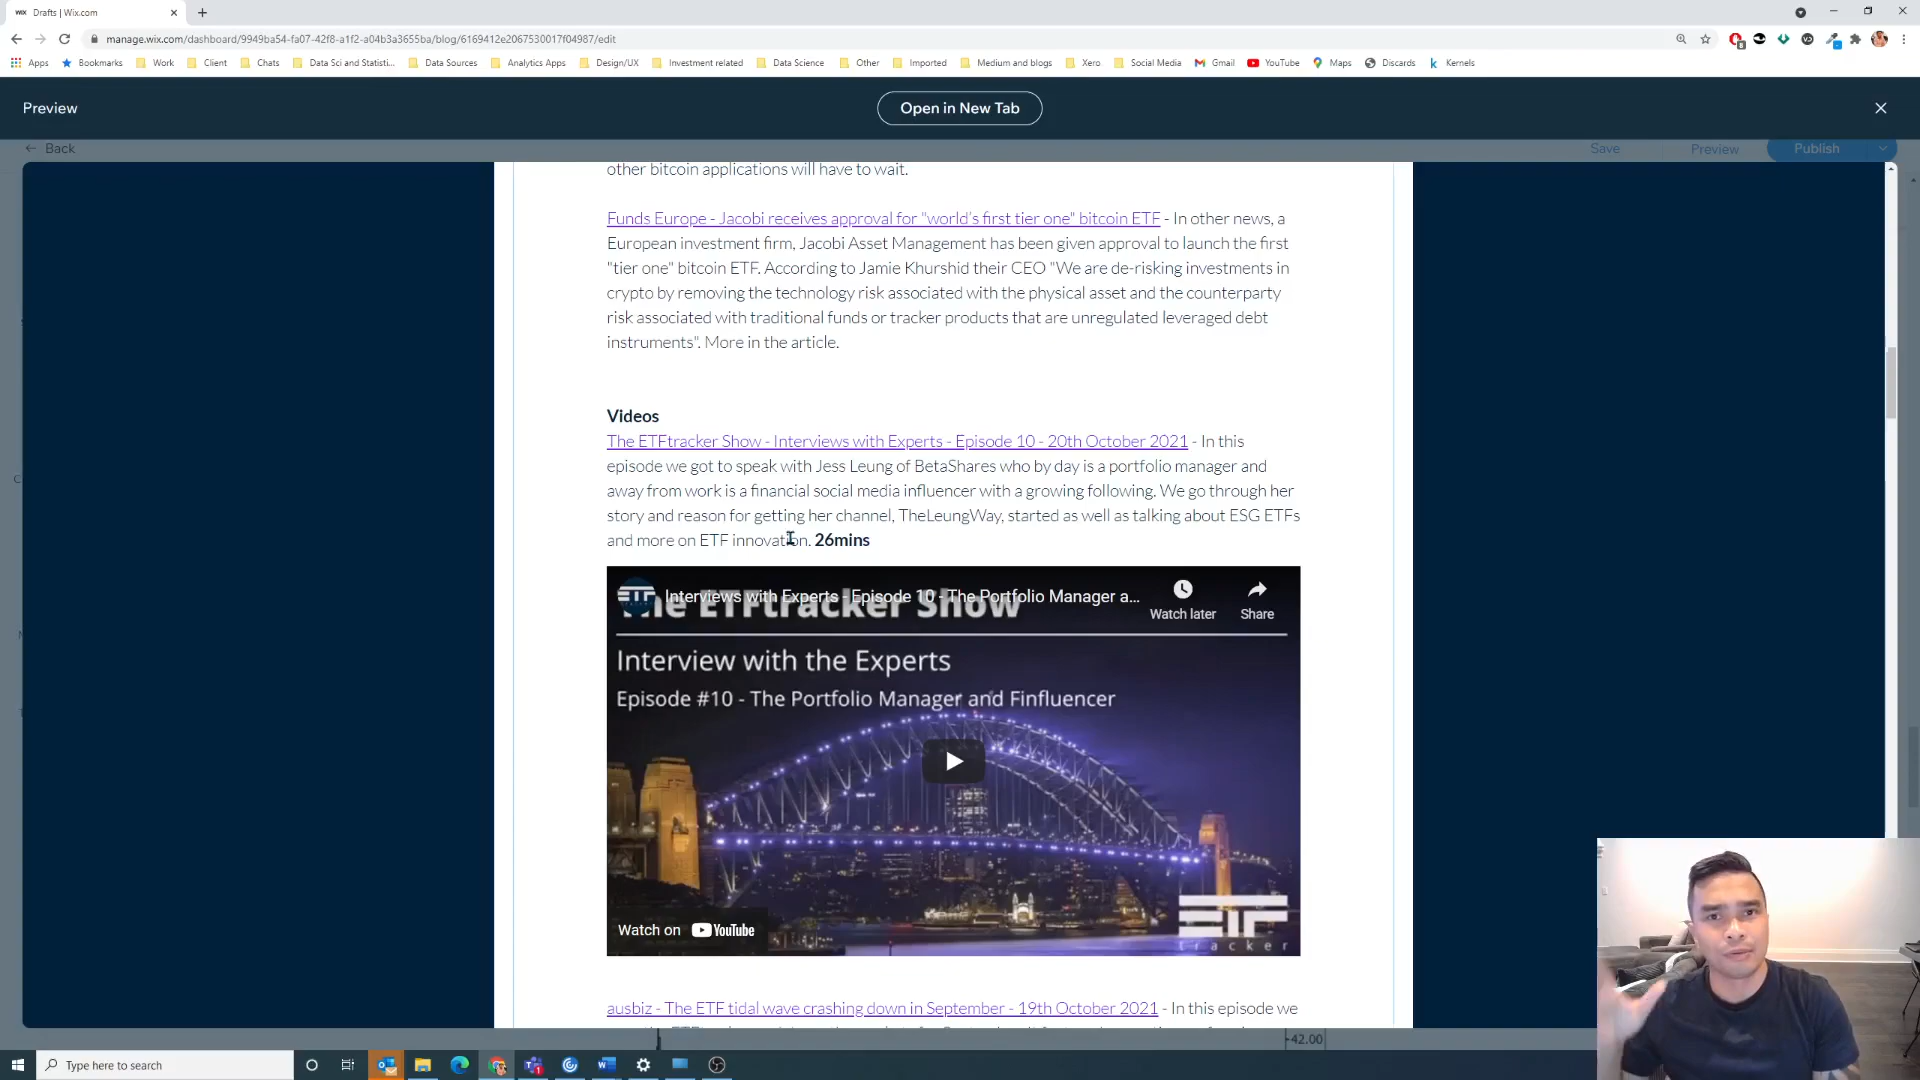 Drafts | Wix.com
manage.wix.com/dashboard/9949ba54-fa07-42f8-a1f2-a04b3a3655ba/blog/6169412e2067530017f04987/edit
Apps Bookmarks Work Client Chats Data Sci and Statisti... Data Sources Analytics Apps Design/UX Investment related Data Science Other Imported Medium and blogs Xero Social Media Gmail YouTube Maps Discards Kernels
Preview Open in New Tab
Back Save Preview Publish
other bitcoin applications will have to wait.
Funds Europe - Jacobi receives approval for "world's first tier one" bitcoin ETF - In other news, a
European investment firm, Jacobi Asset Management has been given approval to launch the first
"tier one" bitcoin ETF. According to Jamie Khurshid their CEO "We are de-risking investments in
crypto by removing the technology risk associated with the physical asset and the counterparty
risk associated with traditional funds or tracker products that are unregulated leveraged debt
instruments". More in the article.
Videos
The ETFtracker Show - Interviews with Experts - Episode 10 - 20th October 2021 - In this
episode we got to speak with Jess Leung of BetaShares who by day is a portfolio manager and
away from work is a financial social media influencer with a growing following. We go through her
story and reason for getting her channel, TheLeungWay, started as well as talking about ESG ETFs
and more on ETF innovation. 26mins
Interviews with Experts - Episode 10 - The Portfolio Manager a...
The ETFtracker Show
Watch later Share
Interview with the Experts
Episode #10 - The Portfolio Manager and Finfluencer
Watch on YouTube
ETF
tracker
ausbiz - The ETF tidal wave crashing down in September - 19th October 2021 - In this episode we
-42.00
Type here to search